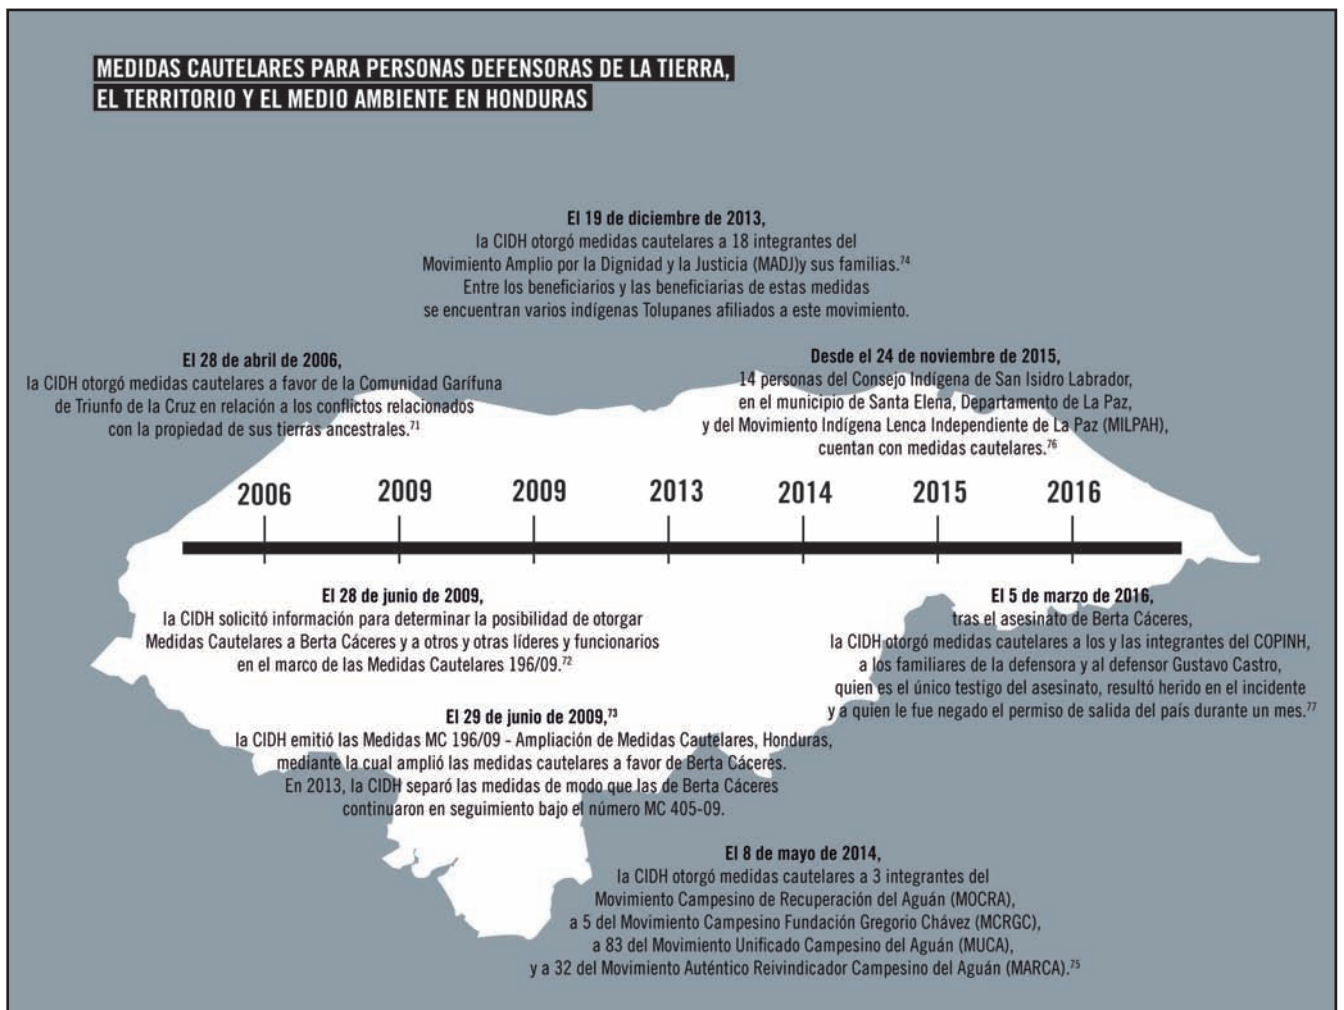 MEDIDAS CAUTELARES PARA PERSONAS DEFENSORAS DE LA TIERRA,
EL TERRITORIO Y EL MEDIO AMBIENTE EN HONDURAS
El 19 de diciembre de 2013,
la CIDH otorgó medidas cautelares a 18 integrantes del
Movimiento Amplio por la Dignidad y la Justicia (MADJ)y sus familias.74
Entre los beneficiarios y las beneficiarias de estas medidas
se encuentran varios indígenas Tolupanes afiliados a este movimiento.
El 28 de abril de 2006,
la CIDH otorgó medidas cautelares a favor de la Comunidad Garífuna
de Triunfo de la Cruz en relación a los conflictos relacionados
con la propiedad de sus tierras ancestrales.71
Desde el 24 de noviembre de 2015,
14 personas del Consejo Indígena de San Isidro Labrador,
en el municipio de Santa Elena, Departamento de La Paz,
y del Movimiento Indígena Lenca Independiente de La Paz (MILPAH),
cuentan con medidas cautelares.76
2006 2009 2009 2013 2014 2015 2016
El 28 de junio de 2009,
la CIDH solicitó información para determinar la posibilidad de otorgar
Medidas Cautelares a Berta Cáceres y a otros y otras líderes y funcionarios
en el marco de las Medidas Cautelares 196/09.72
El 5 de marzo de 2016,
tras el asesinato de Berta Cáceres,
la CIDH otorgó medidas cautelares a los y las integrantes del COPINH,
a los familiares de la defensora y al defensor Gustavo Castro,
quien es el único testigo del asesinato, resultó herido en el incidente
y a quien le fue negado el permiso de salida del país durante un mes.77
El 29 de junio de 2009,73
la CIDH emitió las Medidas MC 196/09 - Ampliación de Medidas Cautelares, Honduras,
mediante la cual amplió las medidas cautelares a favor de Berta Cáceres.
En 2013, la CIDH separó las medidas de modo que las de Berta Cáceres
continuaron en seguimiento bajo el número MC 405-09.
El 8 de mayo de 2014,
la CIDH otorgó medidas cautelares a 3 integrantes del
Movimiento Campesino de Recuperación del Aguán (MOCRA),
a 5 del Movimiento Campesino Fundación Gregorio Chávez (MCRGC),
a 83 del Movimiento Unificado Campesino del Aguán (MUCA),
y a 32 del Movimiento Auténtico Reivindicador Campesino del Aguán (MARCA).75